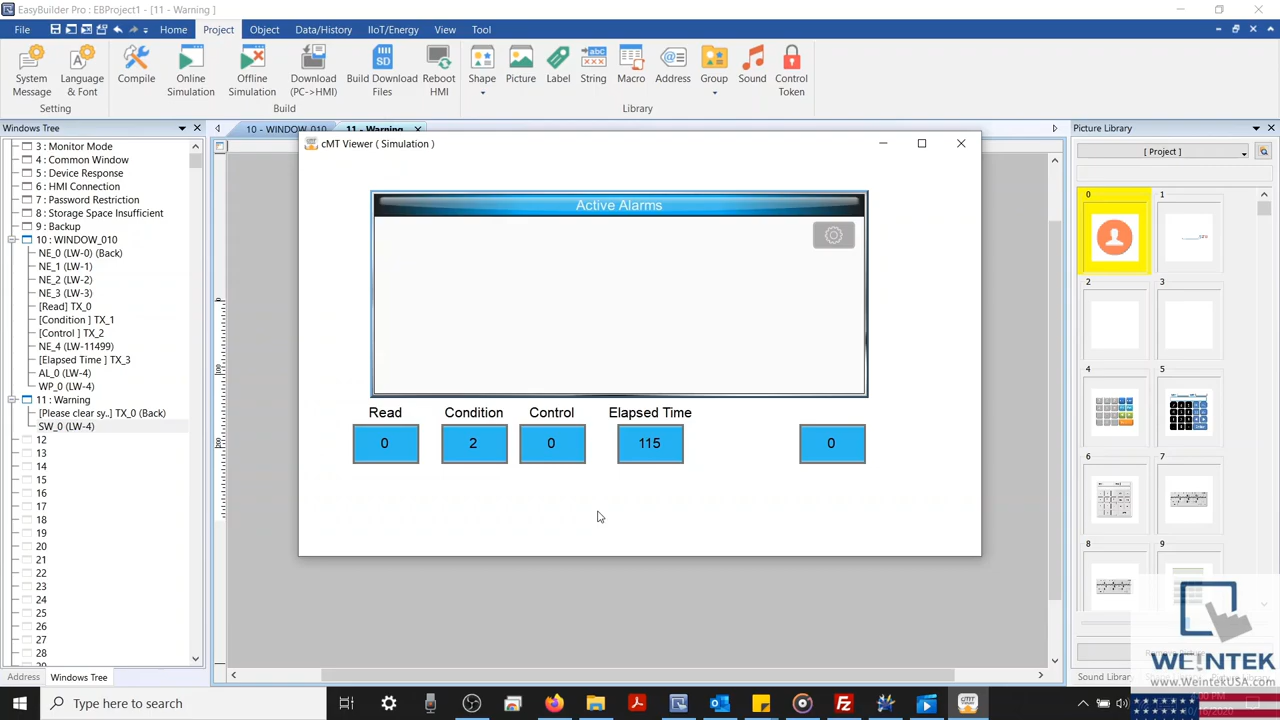 EasyBuilder Pro : EBProject1 - [11 - Warning ]
File Home Project Object Data/History IIoT/Energy View Tool
System Message
Language & Font
Compile
Online Simulation
Offline Simulation
Download (PC->HMI)
Build Download Files
Reboot HMI
Shape
Picture
Label
String
Macro
Address
Group
Sound
Control Token
Setting Build Library
Windows Tree
10 - WINDOW_010
11 - Warning
Picture Library
3 : Monitor Mode
4 : Common Window
5 : Device Response
6 : HMI Connection
7 : Password Restriction
8 : Storage Space Insufficient
9 : Backup
10 : WINDOW_010
NE_0 (LW-0) (Back)
NE_1 (LW-1)
NE_2 (LW-2)
NE_3 (LW-3)
[Read] TX_0
[Condition ] TX_1
[Control ] TX_2
NE_4 (LW-11499)
[Elapsed Time ] TX_3
AL_0 (LW-4)
WP_0 (LW-4)
11 : Warning
[Please clear sy..] TX_0 (Back)
SW_0 (LW-4)
12
13
14
15
16
17
18
19
20
21
22
23
24
25
26
27
28
Address
Windows Tree
cMT Viewer ( Simulation )
Active Alarms
Read Condition Control Elapsed Time
0 2 0 115 0
[ Project ]
0 1
2 3
4 5
6 7
8 9
Sound Library
WEINTEK
www.WeintekUSA.com
Type here to search